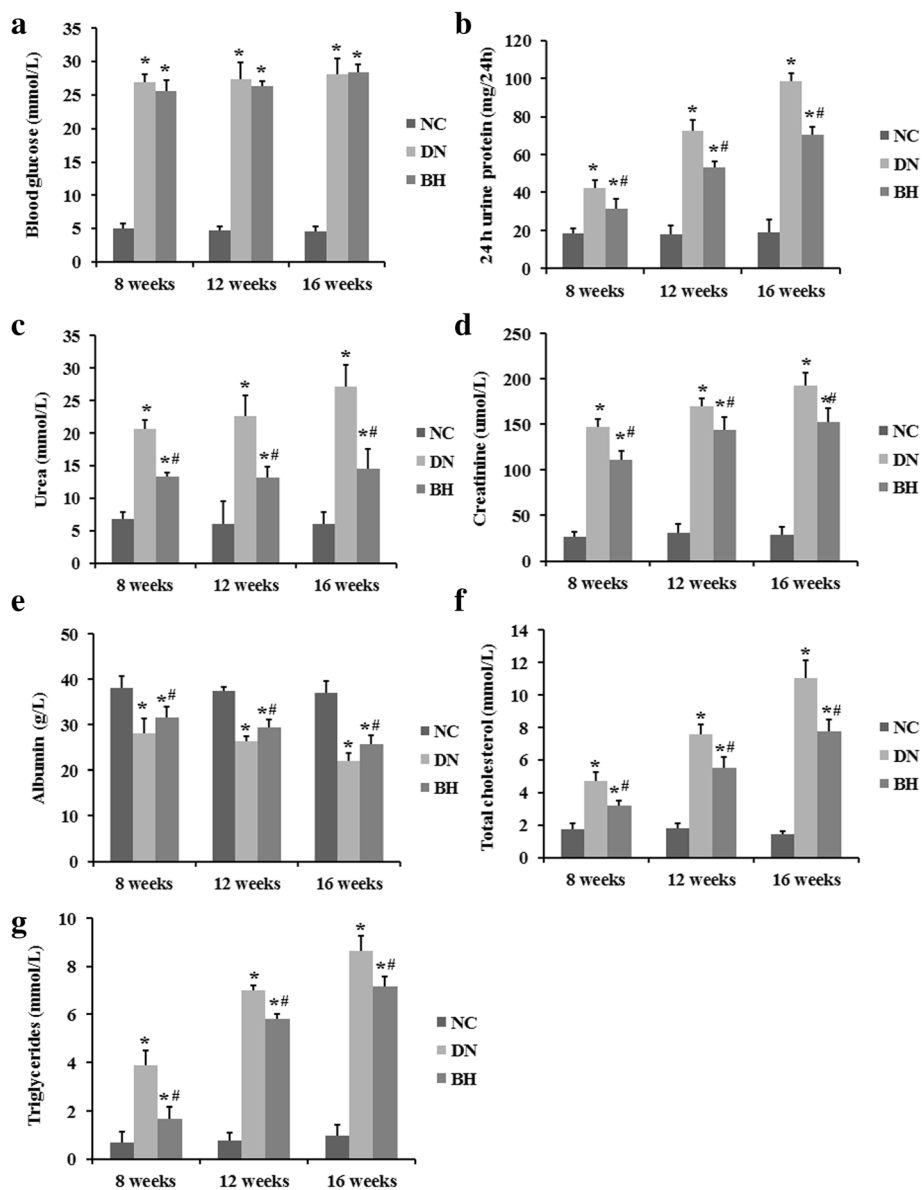 a
Blood glucose (mmol/L)
35
30
25
20
15
10
5
0
* * * * * *
8 weeks 12 weeks 16 weeks
NC
DN
BH
b
24 h urine protein (mg/24h)
120
100
80
60
40
20
0
* *# * *# * *#
8 weeks 12 weeks 16 weeks
NC
DN
BH
c
Urea (mmol/L)
35
30
25
20
15
10
5
0
* *# * *# * *#
8 weeks 12 weeks 16 weeks
NC
DN
BH
d
Creatinine (umol/L)
250
200
150
100
50
0
* *# * *# * *#
8 weeks 12 weeks 16 weeks
NC
DN
BH
e
Albumin (g/L)
50
40
30
20
10
0
* *# * *# * *#
8 weeks 12 weeks 16 weeks
NC
DN
BH
f
Total cholesterol (mmol/L)
14
12
10
8
6
4
2
0
* *# * *# * *#
8 weeks 12 weeks 16 weeks
NC
DN
BH
g
Triglycerides (mmol/L)
10
8
6
4
2
0
* *# * *# * *#
8 weeks 12 weeks 16 weeks
NC
DN
BH